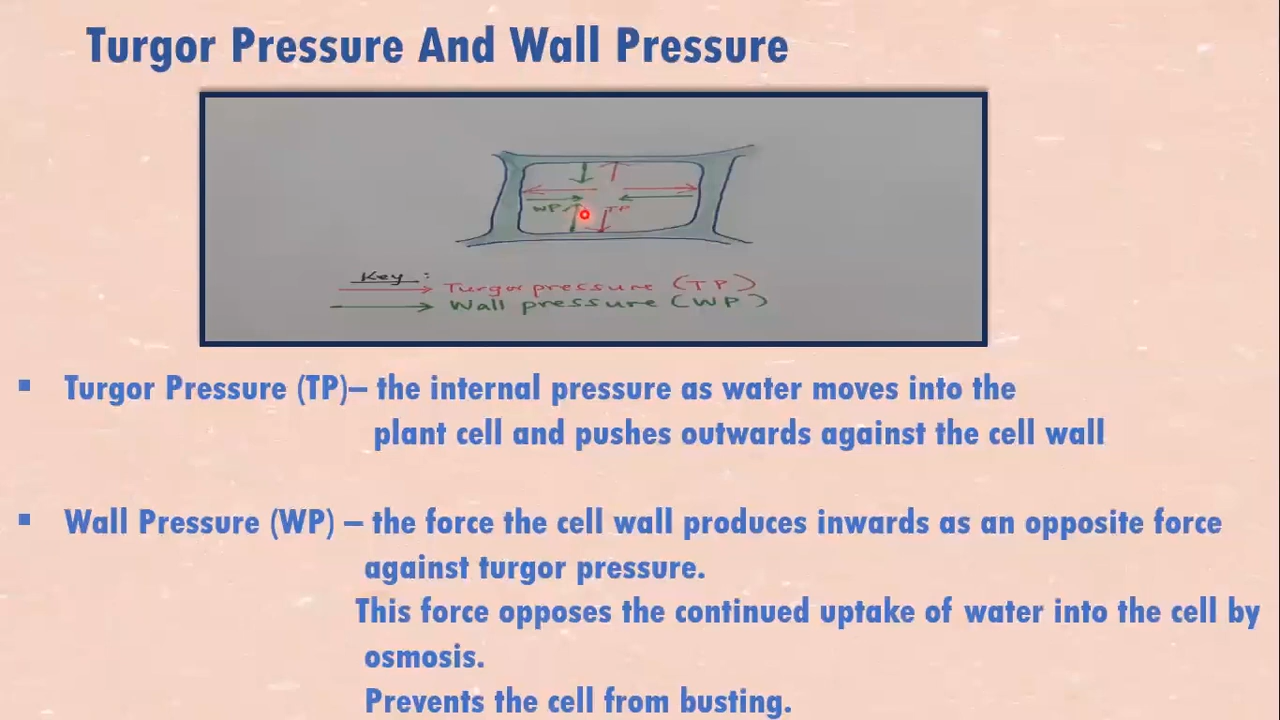 Turgor Pressure And Wall Pressure
WP TP
Key :
Turgor pressure (TP)
Wall pressure (WP)
▪ Turgor Pressure (TP)– the internal pressure as water moves into the
plant cell and pushes outwards against the cell wall
▪ Wall Pressure (WP) – the force the cell wall produces inwards as an opposite force
against turgor pressure.
This force opposes the continued uptake of water into the cell by
osmosis.
Prevents the cell from busting.